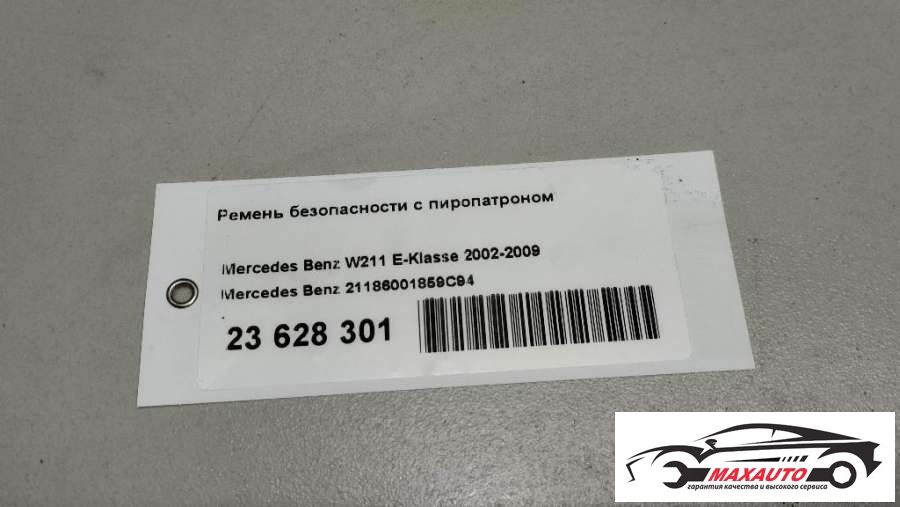 Ремень безопасности с пиропатроном
Mercedes Benz W211 E-Klasse 2002-2009
Mercedes Benz 21186001859C94
23 628 301
MAXAUTO
гарантия качества и высокого сервиса